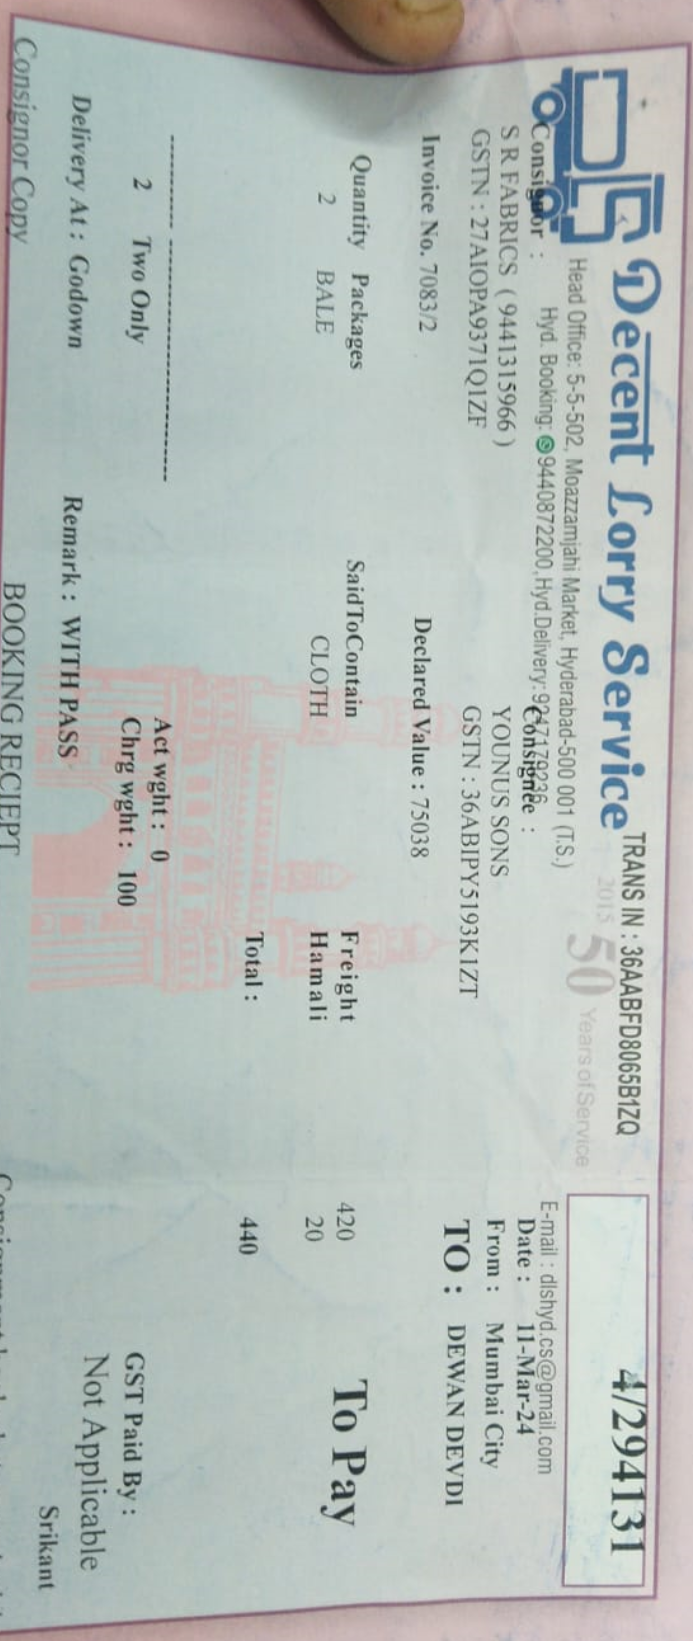 Decent Lorry Service
TRANS IN : 36AABFD8065B1ZQ
4/294131
Head Office: 5-5-502, Moazzamjahi Market, Hyderabad-500 001 (T.S.)
2015 50 Years of Service
Hyd. Booking: 9440872200, Hyd.Delivery:9247179236
E-mail : dlshyd.cs@gmail.com
Consignor :
Consignee :
Date : 11-Mar-24
S R FABRICS ( 9441315966 )
YOUNUS SONS
From : Mumbai City
GSTN : 27AIOPA9371Q1ZF
GSTN : 36ABIPY5193K1ZT
TO : DEWAN DEVDI
Invoice No. 7083/2
Declared Value : 75038
Quantity Packages SaidToContain Freight 420
2 BALE CLOTH Hamali 20
To Pay
Total : 440
---------- ------------------------------
2 Two Only
Act wght : 0
Chrg wght : 100
GST Paid By :
Not Applicable
Delivery At : Godown
Remark : WITH PASS
Srikant
Consignor Copy
BOOKING RECIEPT